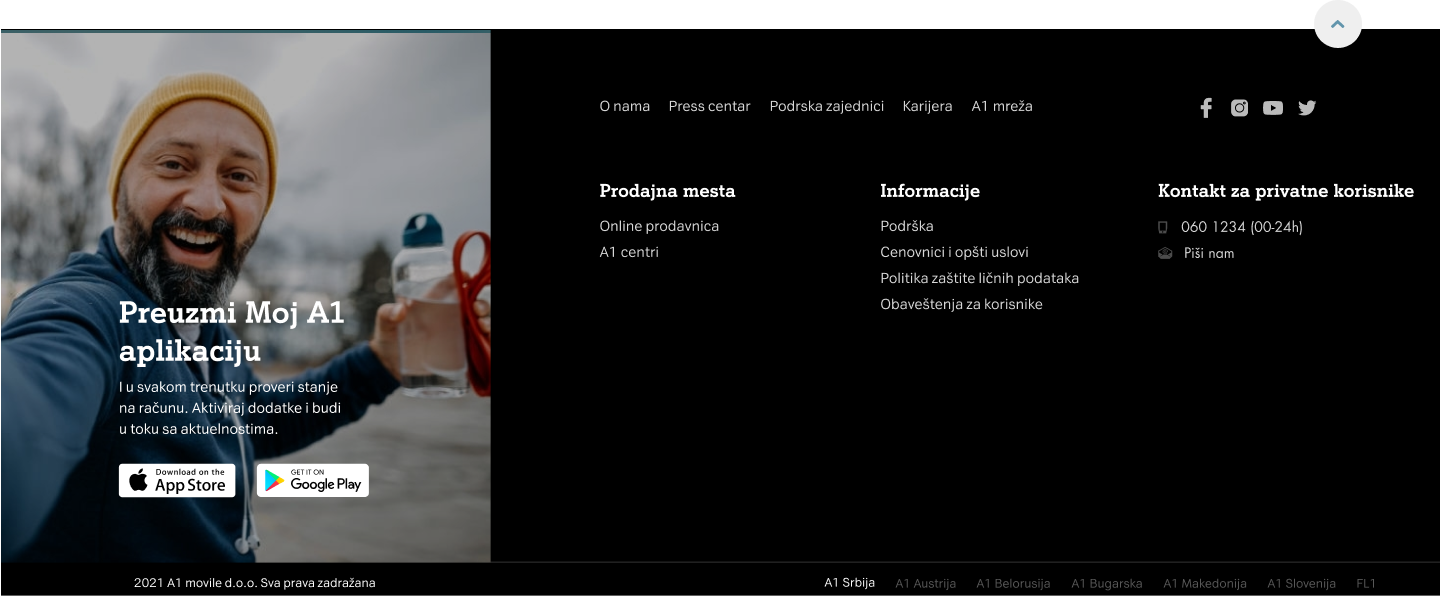 O nama Press centar Podrska zajednici Karijera A1 mreža
Preuzmi Moj A1
aplikaciju
I u svakom trenutku proveri stanje
na računu. Aktiviraj dodatke i budi
u toku sa aktuelnostima.
Download on the
App Store
GET IT ON
Google Play
Prodajna mesta
Online prodavnica
A1 centri
Informacije
Podrška
Cenovnici i opšti uslovi
Politika zaštite ličnih podataka
Obaveštenja za korisnike
Kontakt za privatne korisnike
060 1234 (00-24h)
Piši nam
2021 A1 movile d.o.o. Sva prava zadražana
A1 Srbija A1 Austrija A1 Belorusija A1 Bugarska A1 Makedonija A1 Slovenija FL1